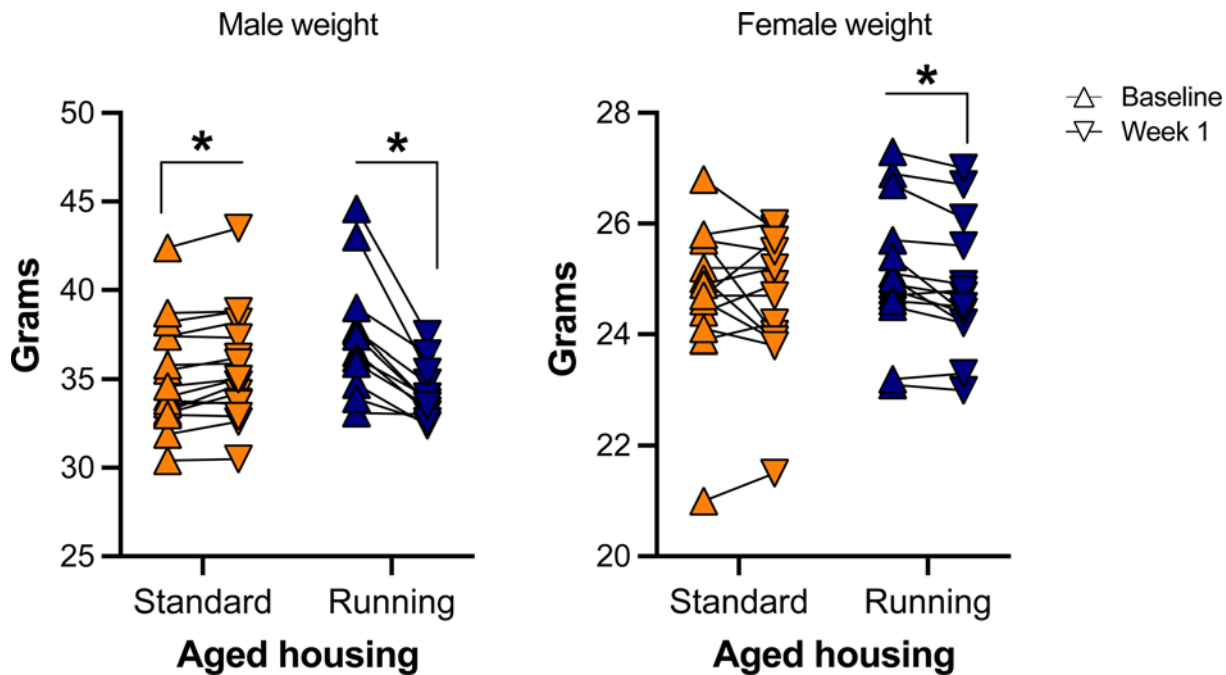 Male weight
Female weight
Baseline
Week 1
*
*
*
Grams
50
45
40
35
30
25
Standard
Running
Aged housing
Grams
28
26
24
22
20
Standard
Running
Aged housing